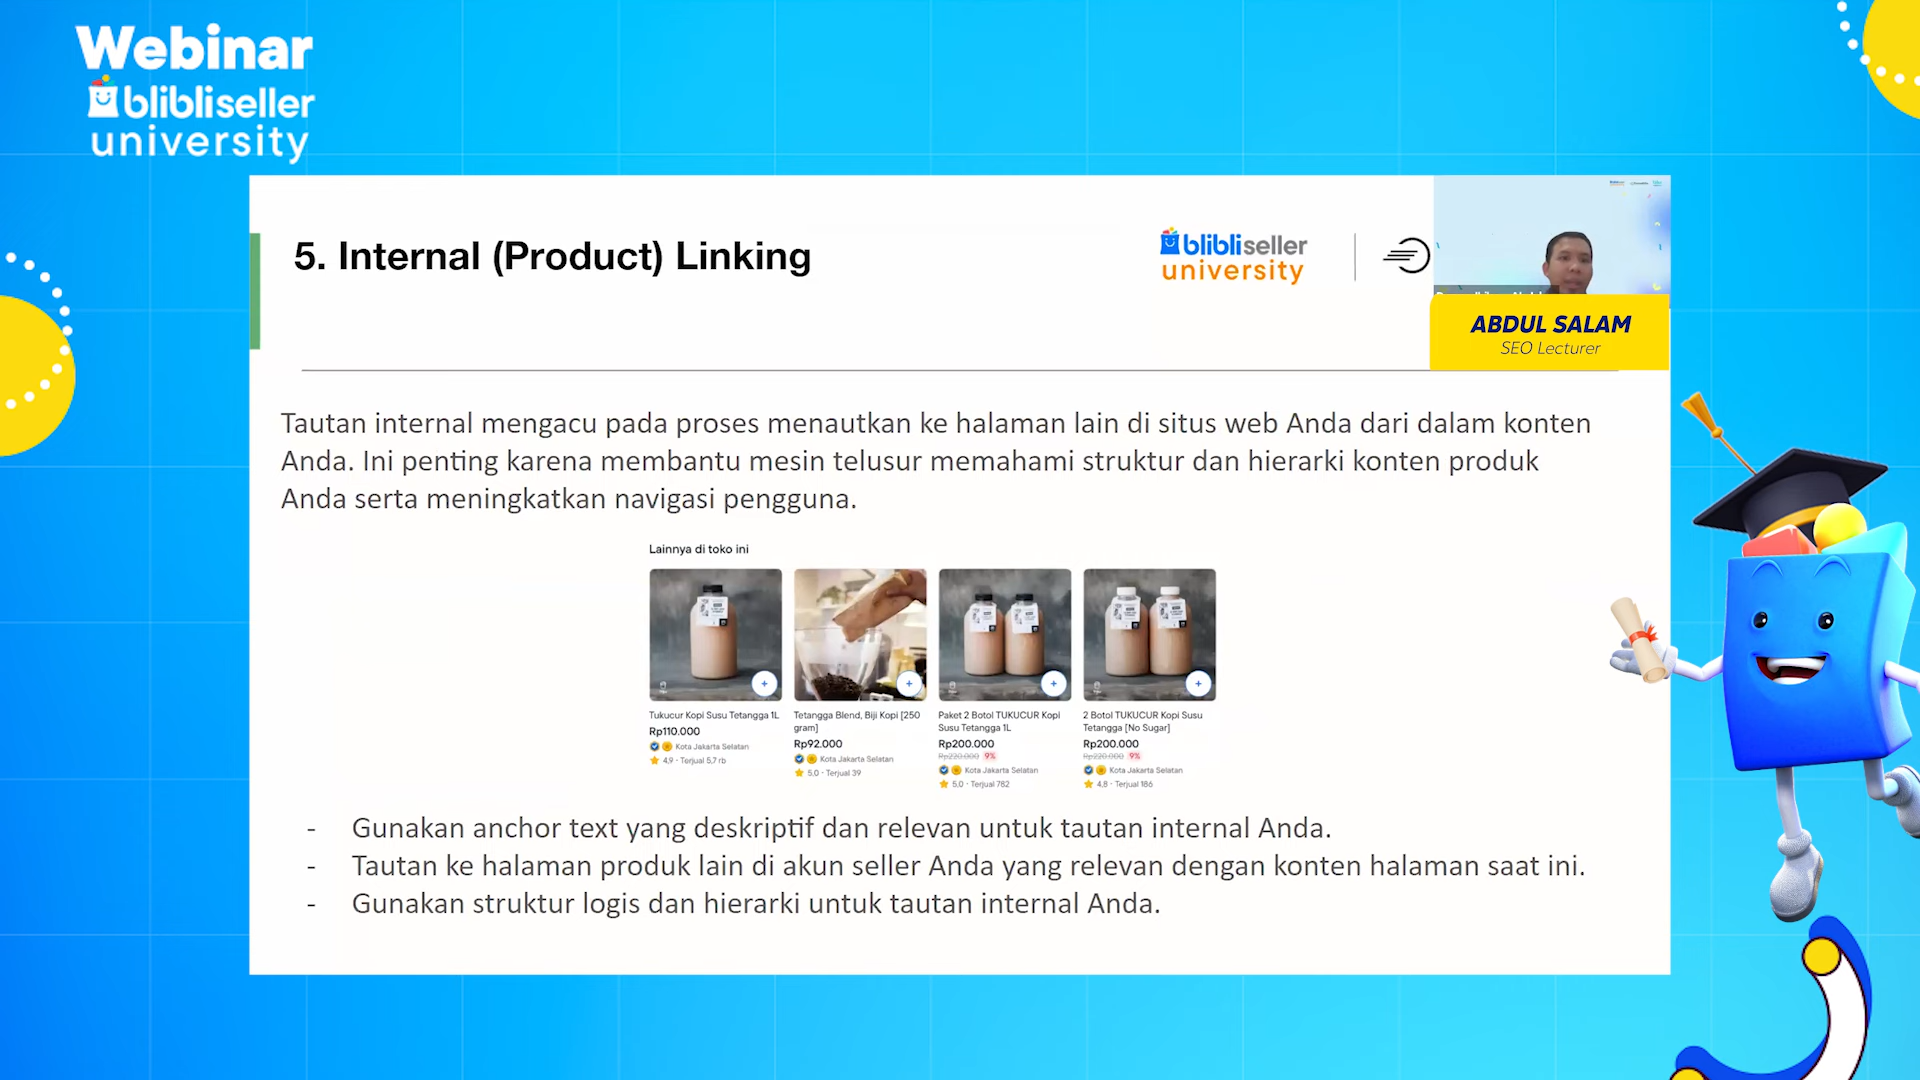 Webinar
blibliseller
university
5. Internal (Product) Linking
blibliseller
university
ABDUL SALAM
SEO Lecturer
Tautan internal mengacu pada proses menautkan ke halaman lain di situs web Anda dari dalam konten
Anda. Ini penting karena membantu mesin telusur memahami struktur dan hierarki konten produk
Anda serta meningkatkan navigasi pengguna.
Lainnya di toko ini
Tukucur Kopi Susu Tetangga 1L
Rp110.000
Kota Jakarta Selatan
4.9 · Terjual 5,7 rb
Tetangga Blend, Biji Kopi [250
gram]
Rp92.000
Kota Jakarta Selatan
5.0 · Terjual 39
Paket 2 Botol TUKUCUR Kopi
Susu Tetangga 1L
Rp200.000
Rp220.000 9%
Kota Jakarta Selatan
5.0 · Terjual 782
2 Botol TUKUCUR Kopi Susu
Tetangga [No Sugar]
Rp200.000
Rp220.000 9%
Kota Jakarta Selatan
4.8 · Terjual 186
- Gunakan anchor text yang deskriptif dan relevan untuk tautan internal Anda.
- Tautan ke halaman produk lain di akun seller Anda yang relevan dengan konten halaman saat ini.
- Gunakan struktur logis dan hierarki untuk tautan internal Anda.